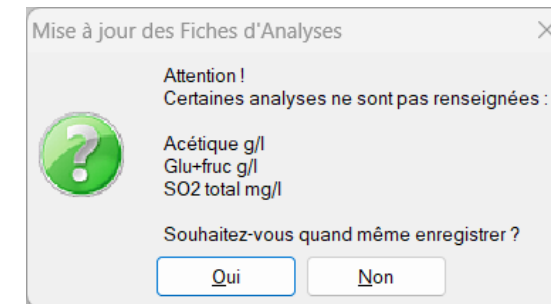 Mise à jour des Fiches d'Analyses
Attention !
Certaines analyses ne sont pas renseignées :
Acétique g/l
Glu+fruc g/l
SO2 total mg/l
Souhaitez-vous quand même enregistrer ?
Oui
Non